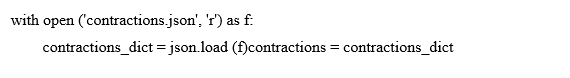 with open ('contractions.json', 'r') as f:
contractions_dict = json.load (f)contractions = contractions_dict